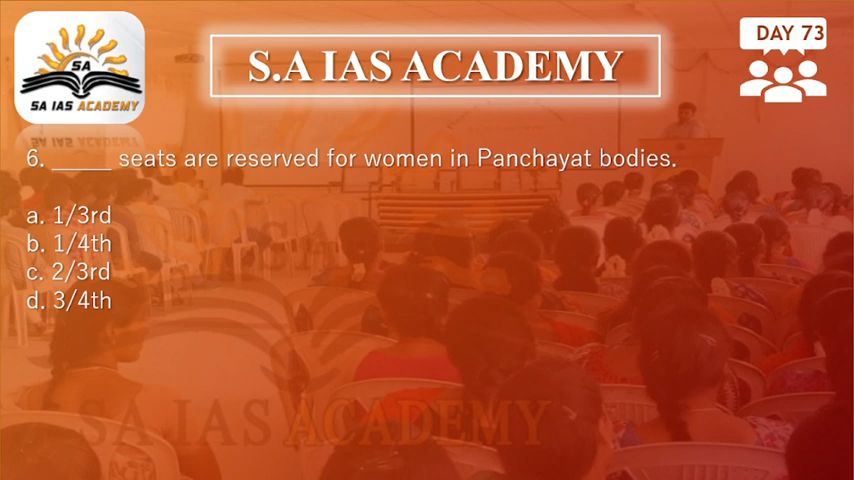 S.A IAS ACADEMY
DAY 73
SA
SA IAS ACADEMY
6. _____ seats are reserved for women in Panchayat bodies.
a. 1/3rd
b. 1/4th
c. 2/3rd
d. 3/4th
SA IAS ACADEMY